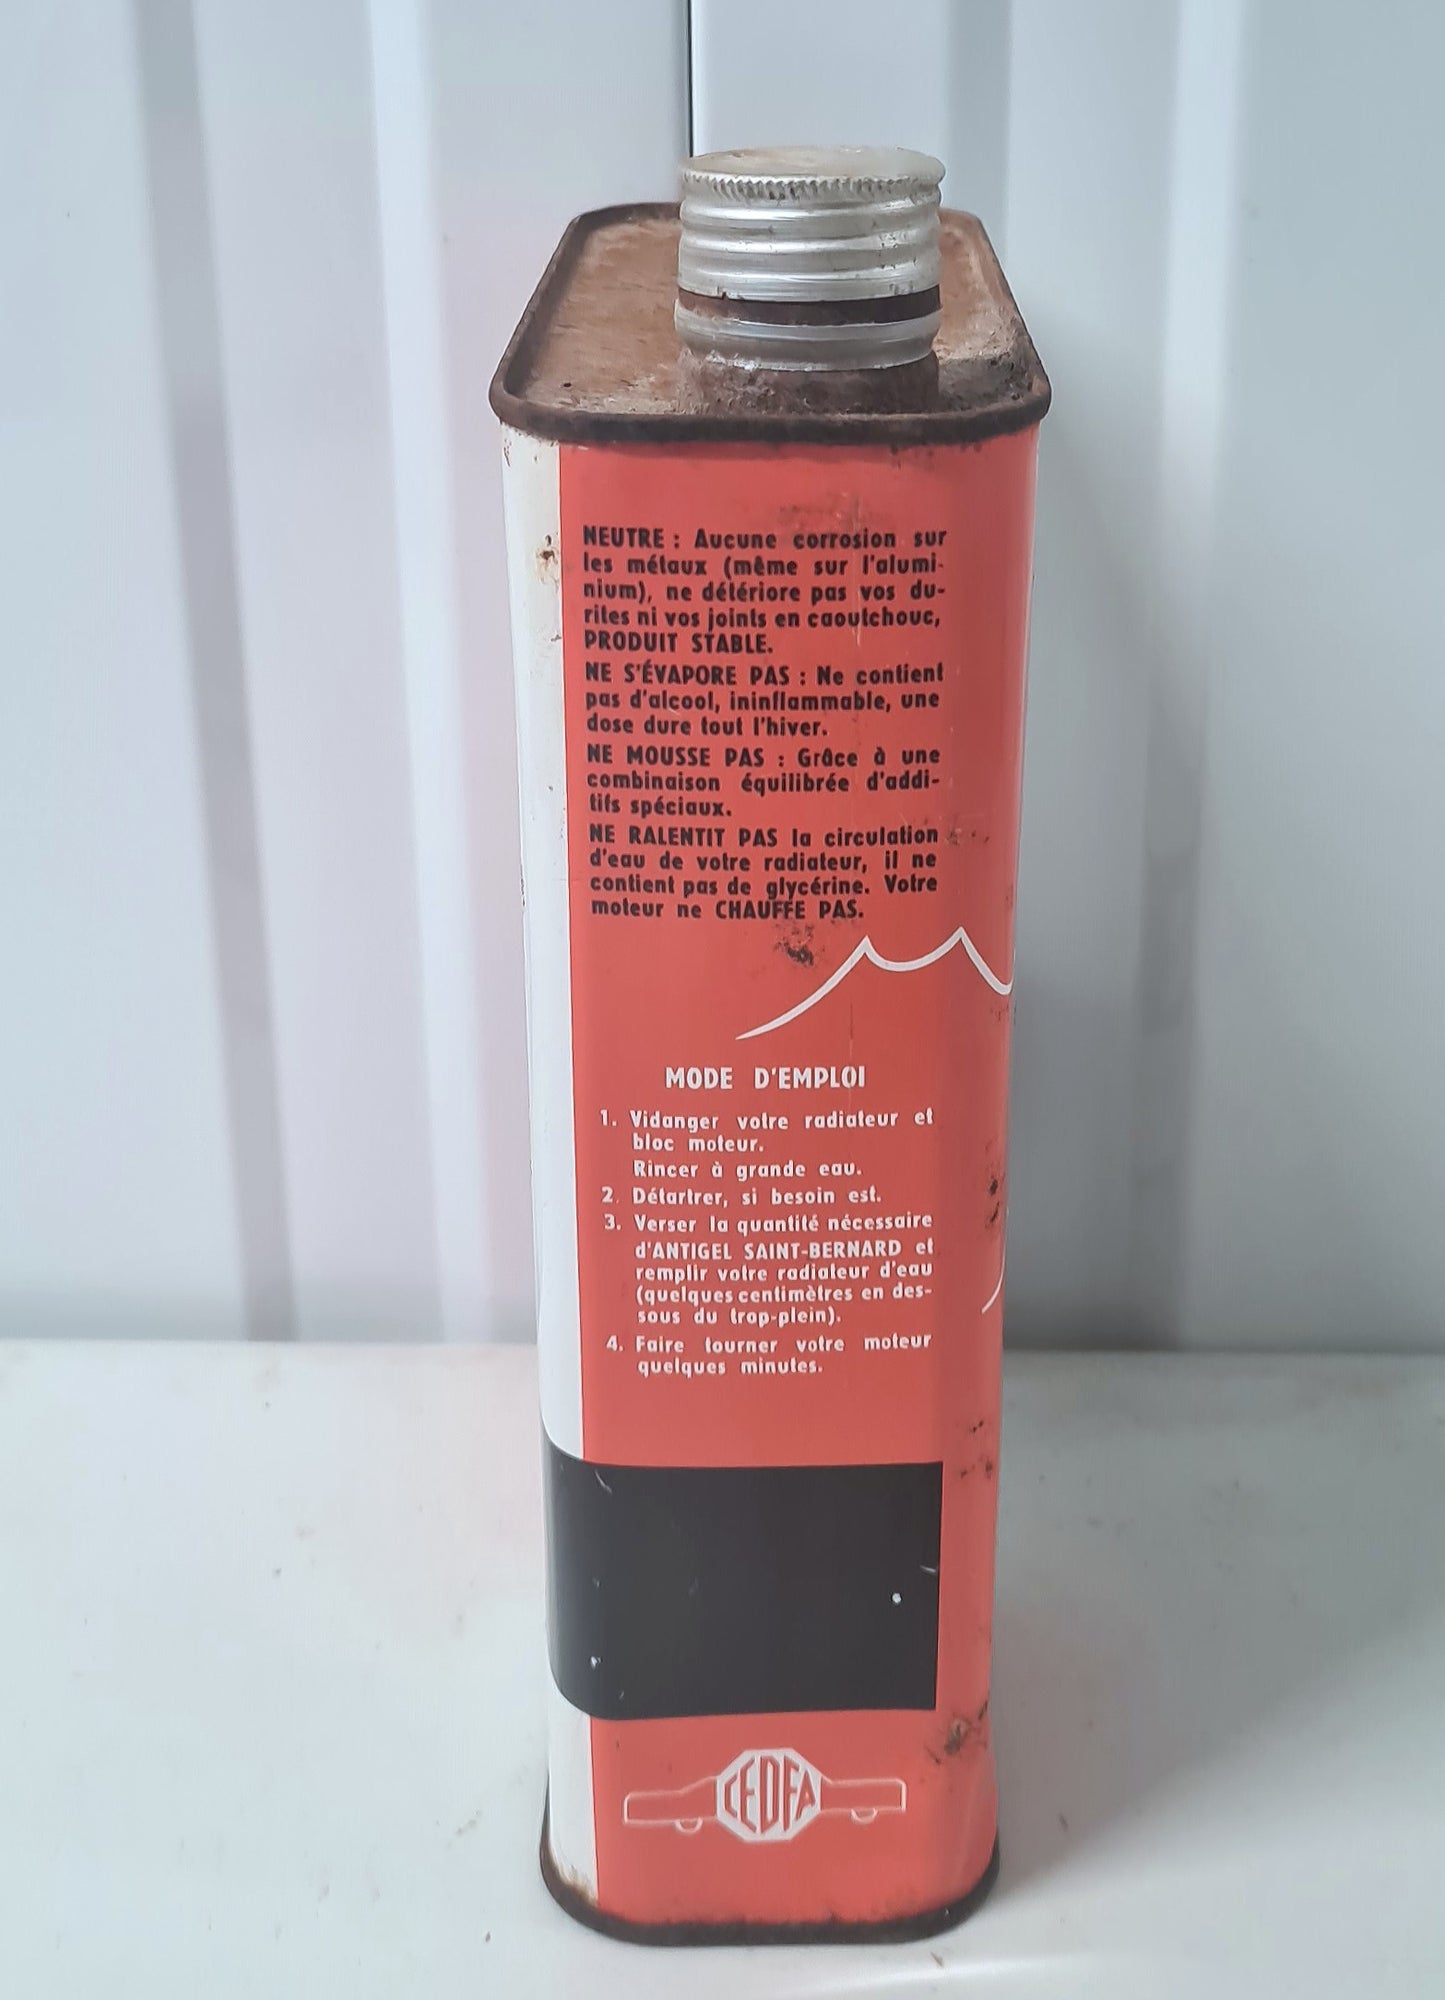 NEUTRE : Aucune corrosion sur
les métaux (même sur l'alumi-
nium), ne détériore pas vos du-
rites ni vos joints en caoutchouc,
PRODUIT STABLE.
NE S'ÉVAPORE PAS : Ne contient
pas d'alcool, ininflammable, une
dose dure tout l'hiver.
NE MOUSSE PAS : Grâce à une
combinaison équilibrée d'addi-
tifs spéciaux.
NE RALENTIT PAS la circulation
d'eau de votre radiateur, il ne
contient pas de glycérine. Votre
moteur ne CHAUFFE PAS.
MODE D'EMPLOI
1. Vidanger votre radiateur et
bloc moteur.
Rincer à grande eau.
2. Détartrer, si besoin est.
3. Verser la quantité nécessaire
d'ANTIGEL SAINT-BERNARD et
remplir votre radiateur d'eau
(quelques centimètres en des-
sous du trop-plein).
4. Faire tourner votre moteur
quelques minutes.
CEDFA